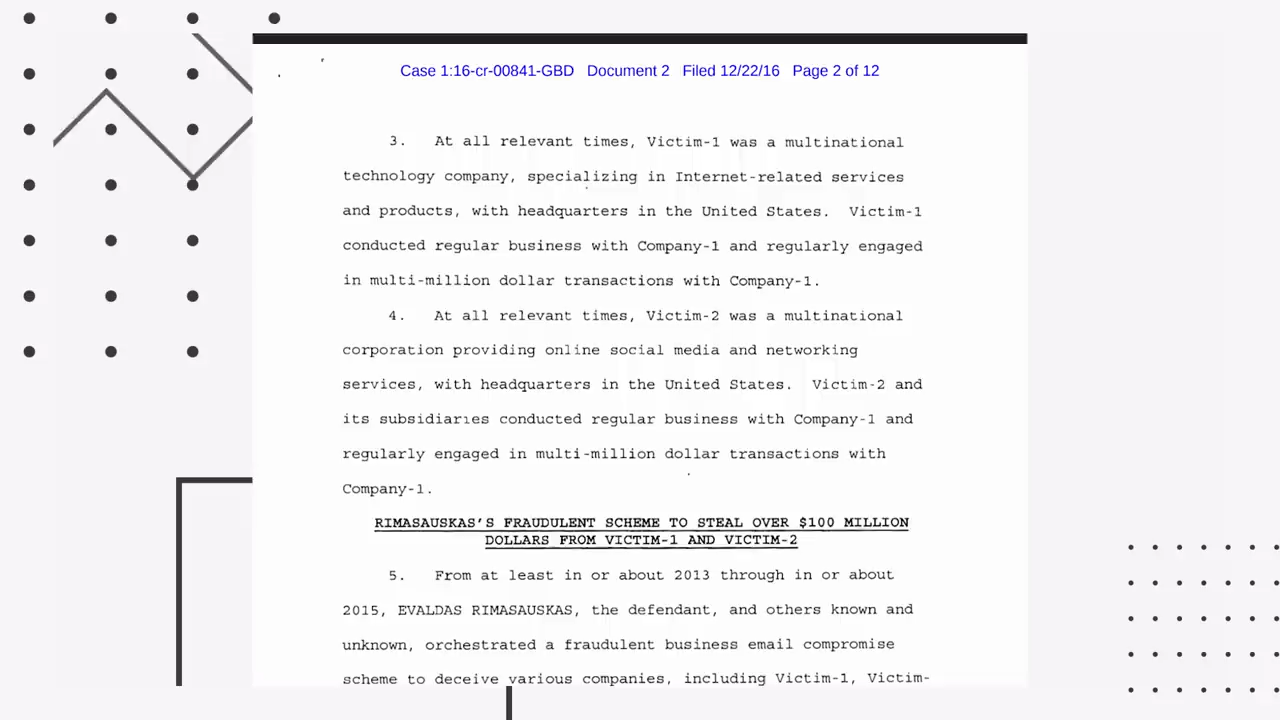 Case 1:16-cr-00841-GBD Document 2 Filed 12/22/16 Page 2 of 12
3. At all relevant times, Victim-1 was a multinational
technology company, specializing in Internet-related services
and products, with headquarters in the United States. Victim-1
conducted regular business with Company-1 and regularly engaged
in multi-million dollar transactions with Company-1.
4. At all relevant times, Victim-2 was a multinational
corporation providing online social media and networking
services, with headquarters in the United States. Victim-2 and
its subsidiaries conducted regular business with Company-1 and
regularly engaged in multi-million dollar transactions with
Company-1.
RIMASAUSKAS'S FRAUDULENT SCHEME TO STEAL OVER $100 MILLION
DOLLARS FROM VICTIM-1 AND VICTIM-2
5. From at least in or about 2013 through in or about
2015, EVALDAS RIMASAUSKAS, the defendant, and others known and
unknown, orchestrated a fraudulent business email compromise
scheme to deceive various companies, including Victim-1, Victim-